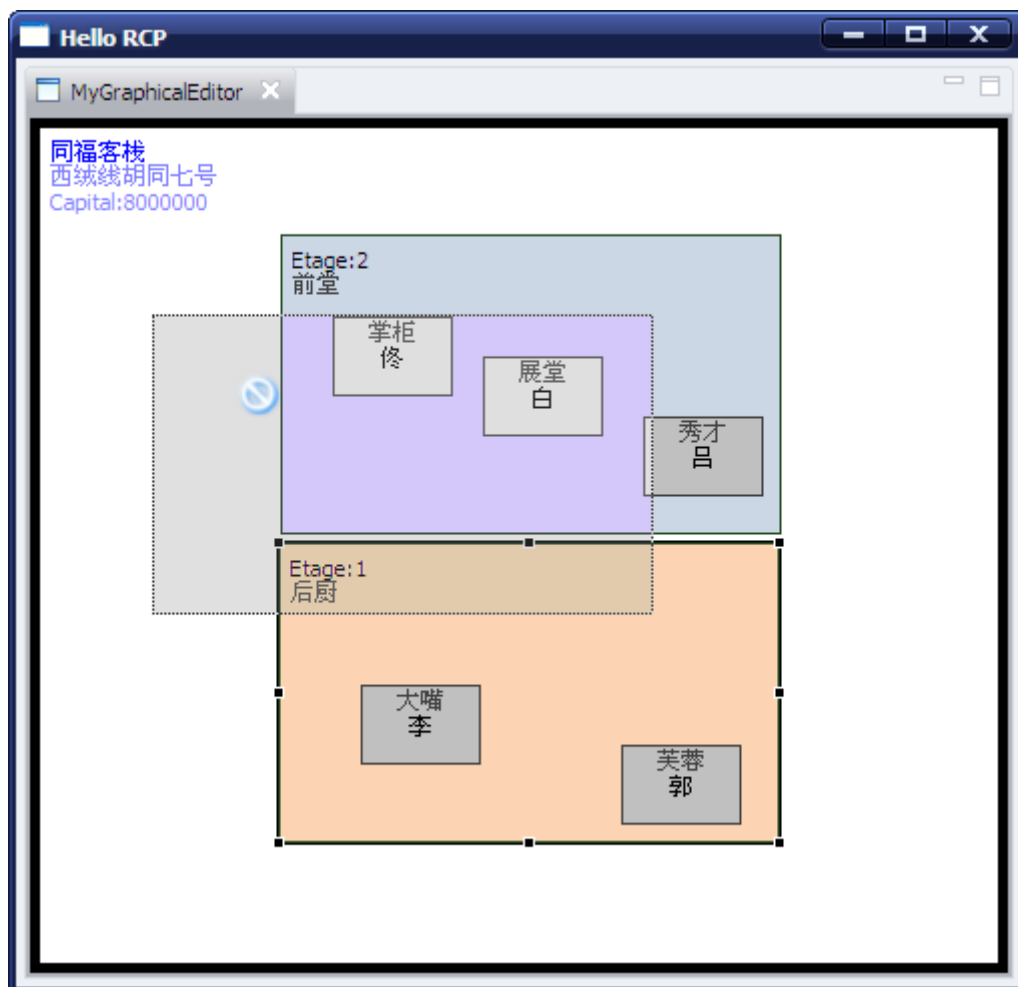 Hello RCP
MyGraphicalEditor
同福客栈
西绒线胡同七号
Capital:8000000
Etage:2
前堂
掌柜
佟
展堂
白
秀才
吕
Etage:1
后厨
大嘴
李
芙蓉
郭